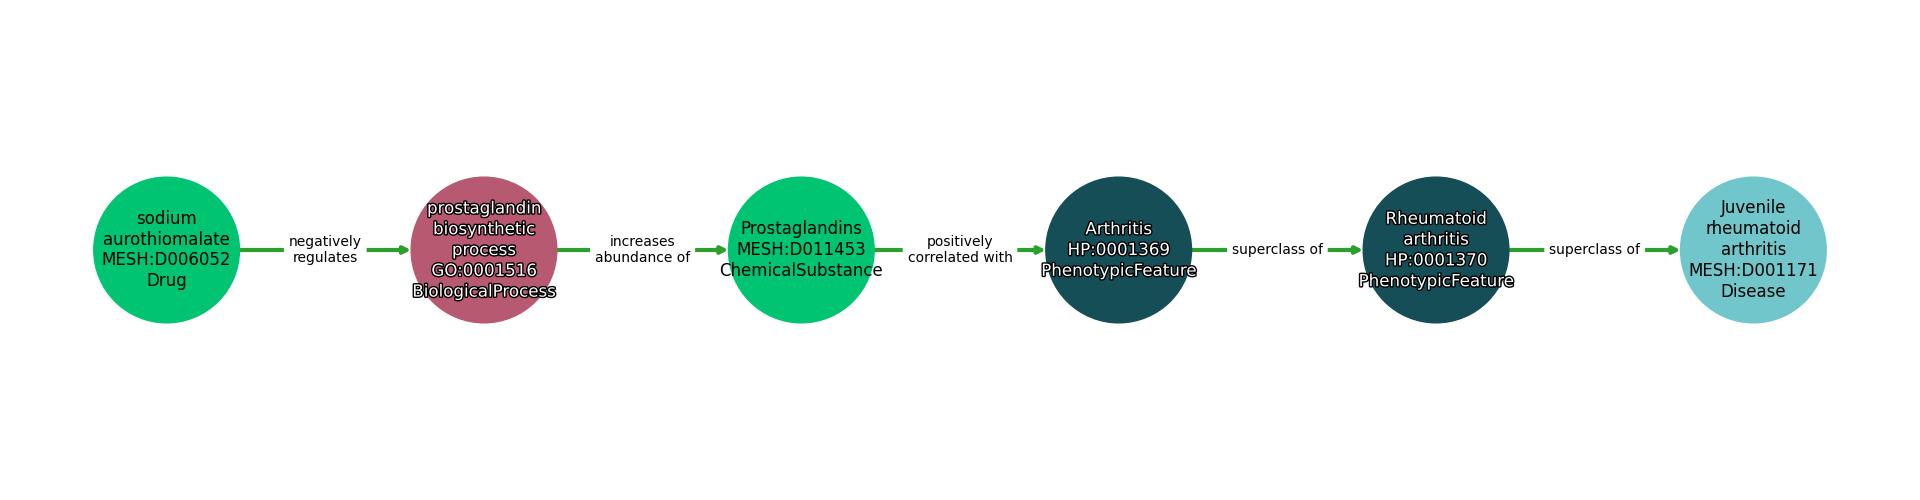 sodium
aurothiomalate
MESH:D006052
Drug
negatively
regulates
prostaglandin
biosynthetic
process
GO:0001516
BiologicalProcess
increases
abundance of
Prostaglandins
MESH:D011453
ChemicalSubstance
positively
correlated with
Arthritis
HP:0001369
PhenotypicFeature
superclass of
Rheumatoid
arthritis
HP:0001370
PhenotypicFeature
superclass of
Juvenile
rheumatoid
arthritis
MESH:D001171
Disease